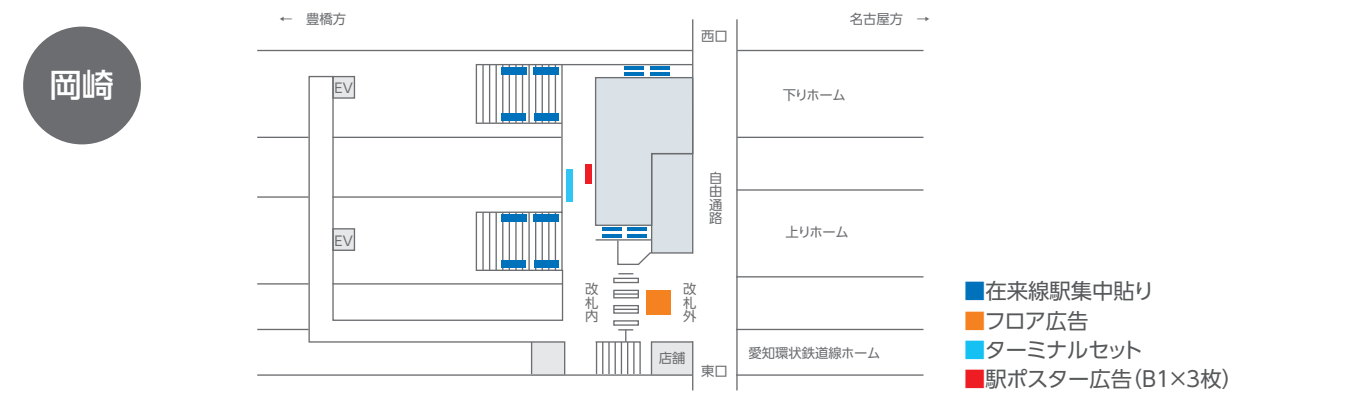 ← 豊橋方
名古屋方 →
岡崎
西口
EV
下りホーム
自由通路
上りホーム
EV
改札内
改札外
店舗
愛知環状鉄道線ホーム
東口
■在来線駅集中貼り
■フロア広告
■ターミナルセット
■駅ポスター広告(B1×3枚)